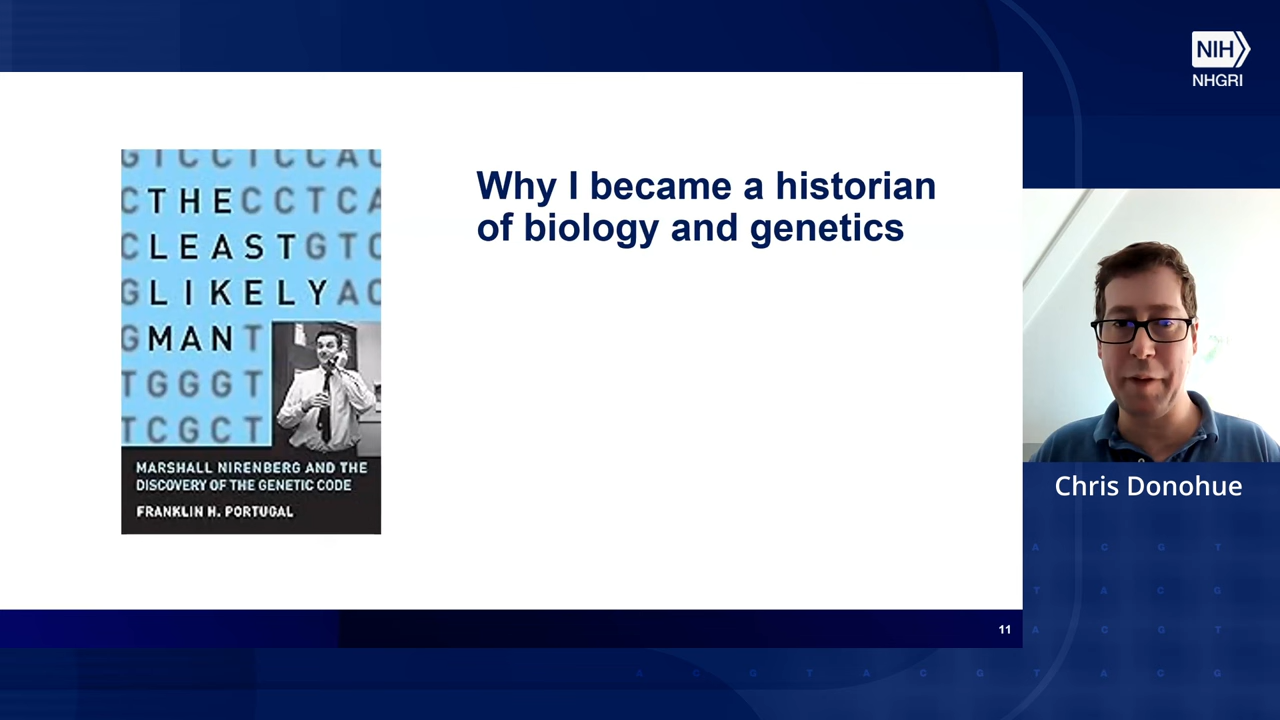 NIH
NHGRI
GTCCTCCAC
CTHECCTCA
CLEASTGTC
GLIKELYAC
GMANT
TGGGT
TCGCT
MARSHALL NIRENBERG AND THE
DISCOVERY OF THE GENETIC CODE
FRANKLIN H. PORTUGAL
Why I became a historian
of biology and genetics
11
Chris Donohue
A C G T
T A C G
A C G T
A C G T A C G T